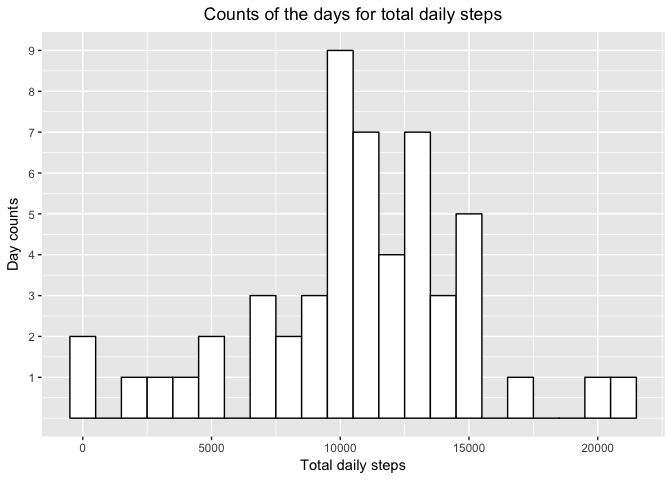 Counts of the days for total daily steps
9
8
7
6
5
4
3
2
1
Day counts
0 5000 10000 15000 20000
Total daily steps